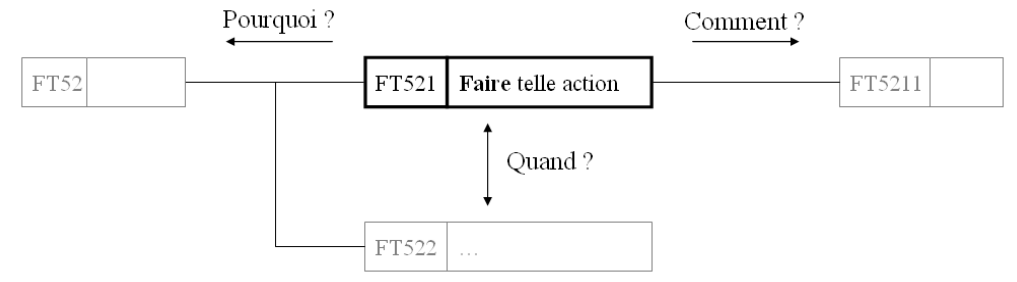 Pourquoi ?
Comment ?
FT52
FT521 Faire telle action
FT5211
Quand ?
FT522 ...